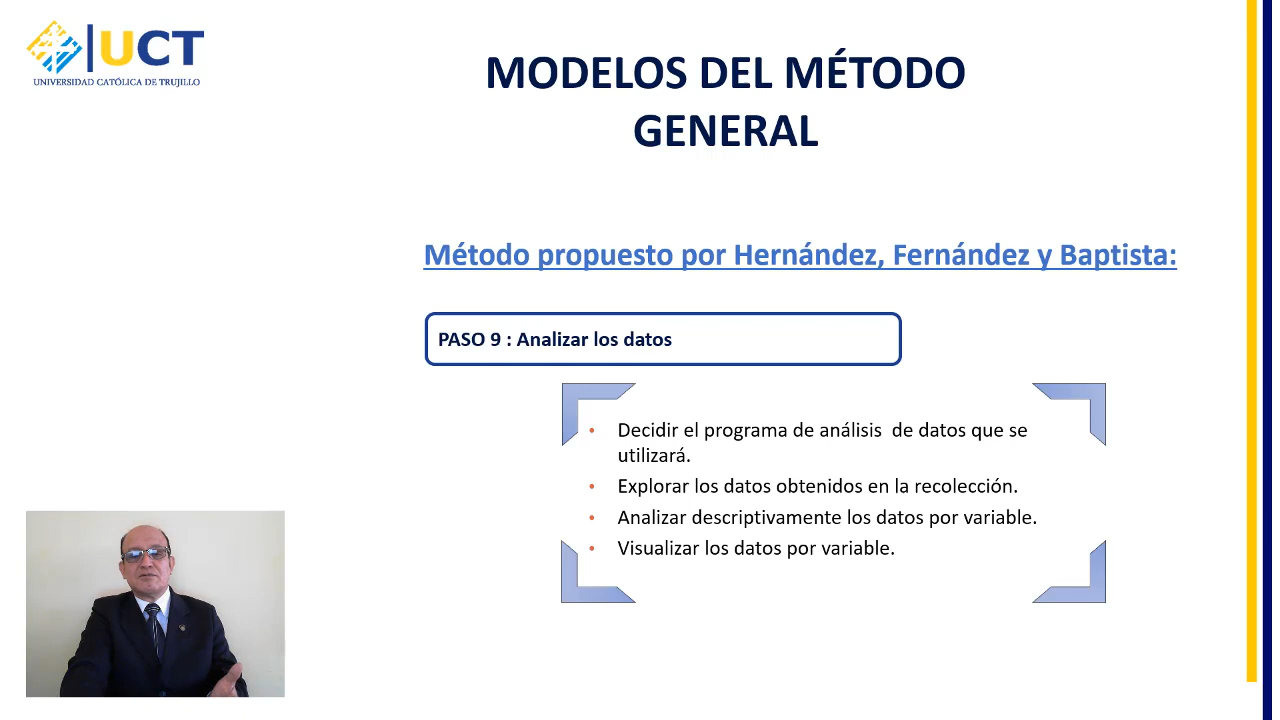 UCT
UNIVERSIDAD CATÓLICA DE TRUJILLO
MODELOS DEL MÉTODO
GENERAL
Método propuesto por Hernández, Fernández y Baptista:
PASO 9 : Analizar los datos
• Decidir el programa de análisis  de datos que se
utilizará.
• Explorar los datos obtenidos en la recolección.
• Analizar descriptivamente los datos por variable.
• Visualizar los datos por variable.